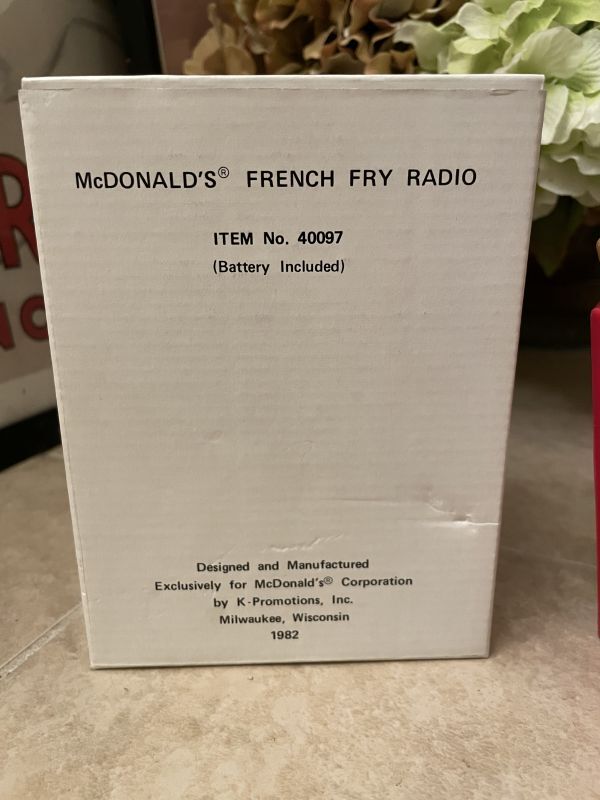 McDONALD'S® FRENCH FRY RADIO
ITEM No. 40097
(Battery Included)
Designed and Manufactured
Exclusively for McDonald's® Corporation
by K-Promotions, Inc.
Milwaukee, Wisconsin
1982